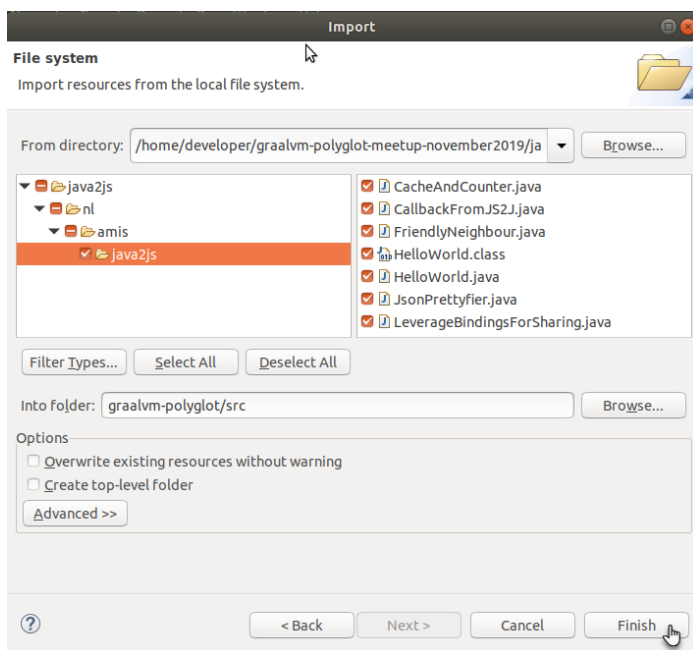 Import
File system
Import resources from the local file system.
From directory: /home/developer/graalvm-polyglot-meetup-november2019/ja Browse...
java2js
nl
amis
java2js
CacheAndCounter.java
CallbackFromJS2J.java
FriendlyNeighbour.java
HelloWorld.class
HelloWorld.java
JsonPrettyfier.java
LeverageBindingsForSharing.java
Filter Types... Select All Deselect All
Into folder: graalvm-polyglot/src Browse...
Options
Overwrite existing resources without warning
Create top-level folder
Advanced >>
? < Back Next > Cancel Finish